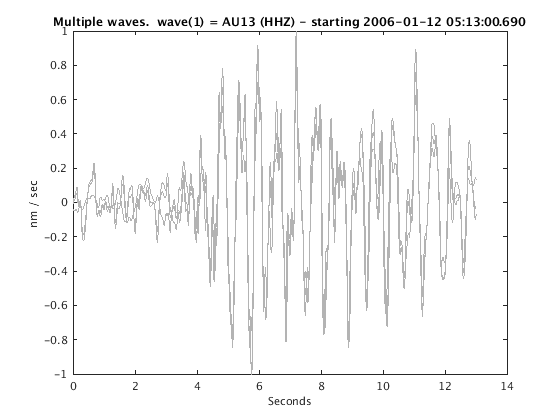 Multiple waves. wave(1) = AU13 (HHZ) - starting 2006-01-12 05:13:00.690
1
0.8
0.6
0.4
0.2
0
-0.2
-0.4
-0.6
-0.8
-1
nm / sec
0 2 4 6 8 10 12 14
Seconds